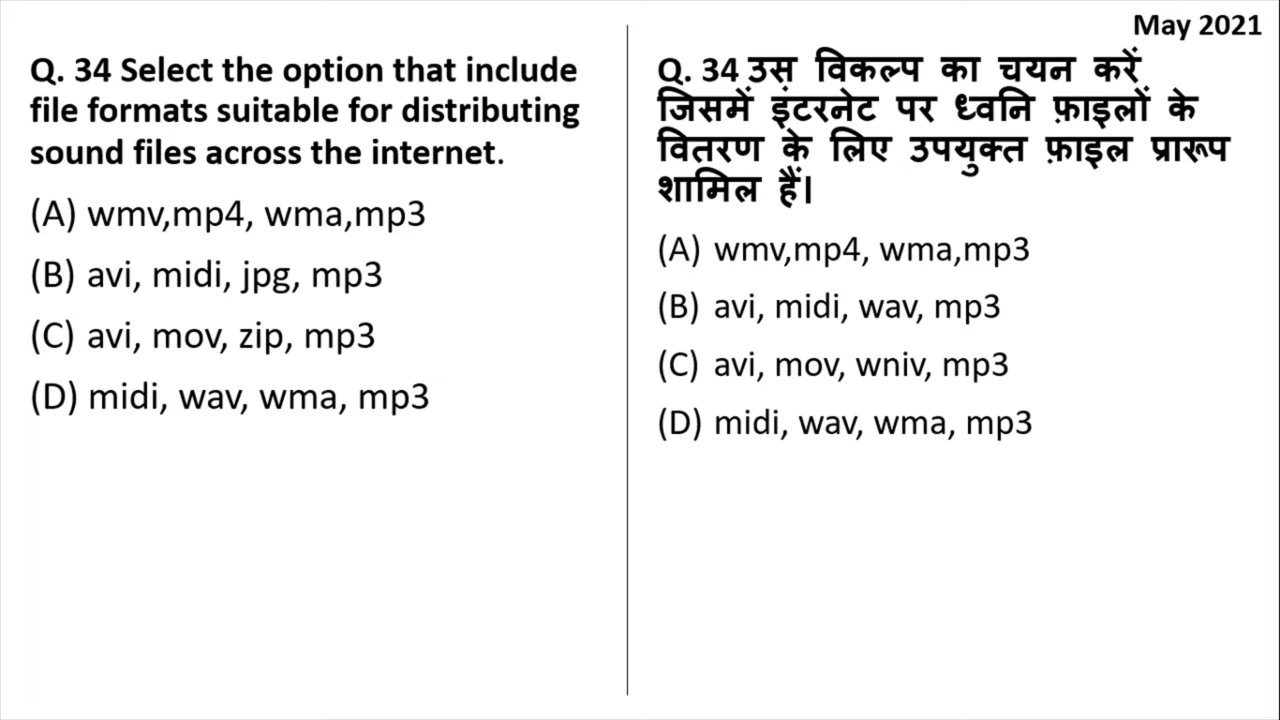 May 2021
Q. 34 Select the option that include
file formats suitable for distributing
sound files across the internet.
(A) wmv,mp4, wma,mp3
(B) avi, midi, jpg, mp3
(C) avi, mov, zip, mp3
(D) midi, wav, wma, mp3
Q. 34 उस़ विकल्प का चयन करें
जिसमें इंटरनेट पर ध्वनि फ़ाइलों के
वितरण के लिए उपयुक्त फ़ाइल प्रारूप
शामिल हैं।
(A) wmv,mp4, wma,mp3
(B) avi, midi, wav, mp3
(C) avi, mov, wniv, mp3
(D) midi, wav, wma, mp3